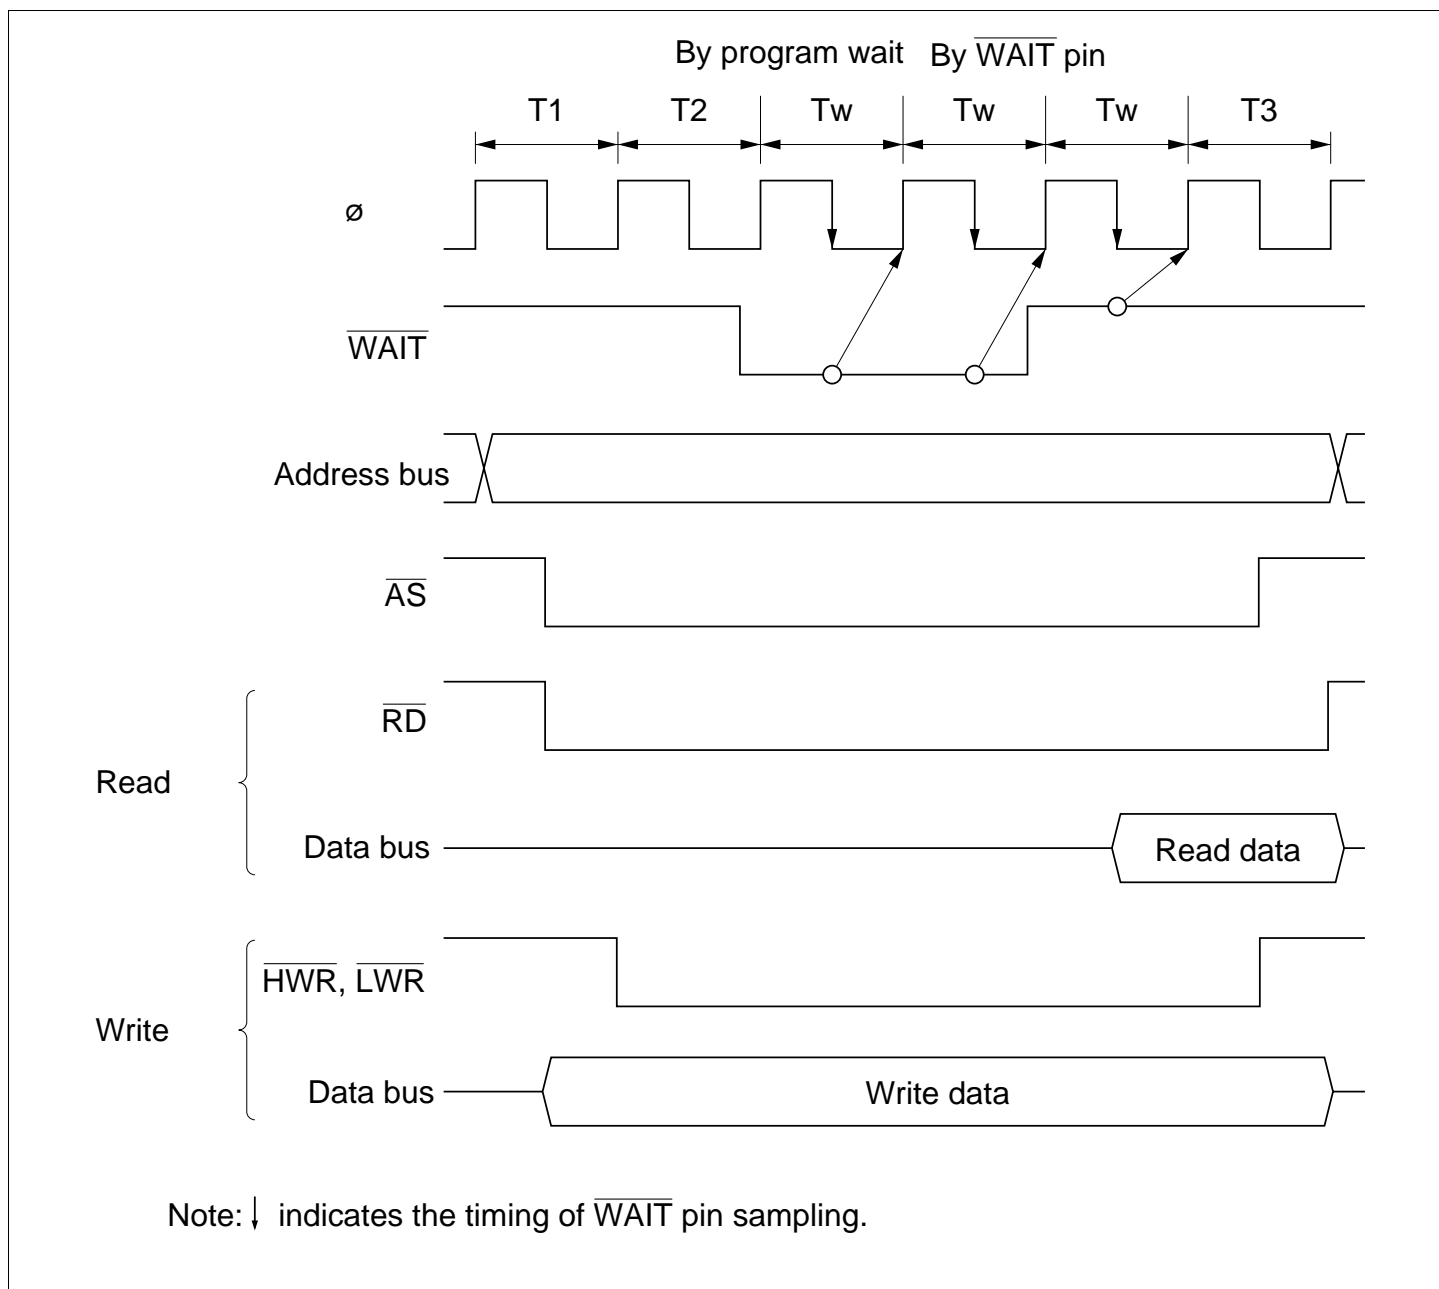 By program wait By WAIT pin
T1 T2 Tw Tw Tw T3
ø
WAIT
Address bus
AS
RD
Read
Data bus Read data
HWR, LWR
Write
Data bus Write data
Note: ↓ indicates the timing of WAIT pin sampling.